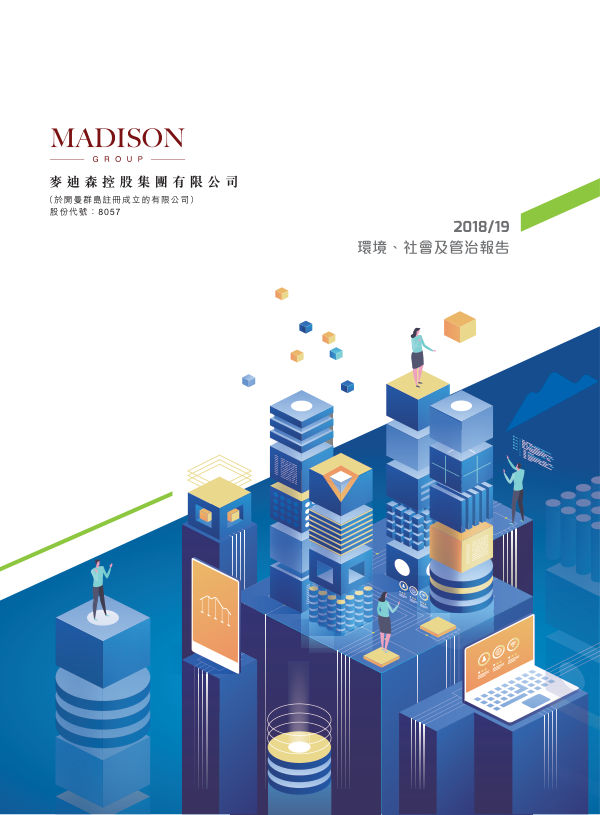 MADISON
GROUP
麥迪森控股集團有限公司
（於開曼群島註冊成立的有限公司）
股份代號：8057
2018/19
環境、社會及管治報告